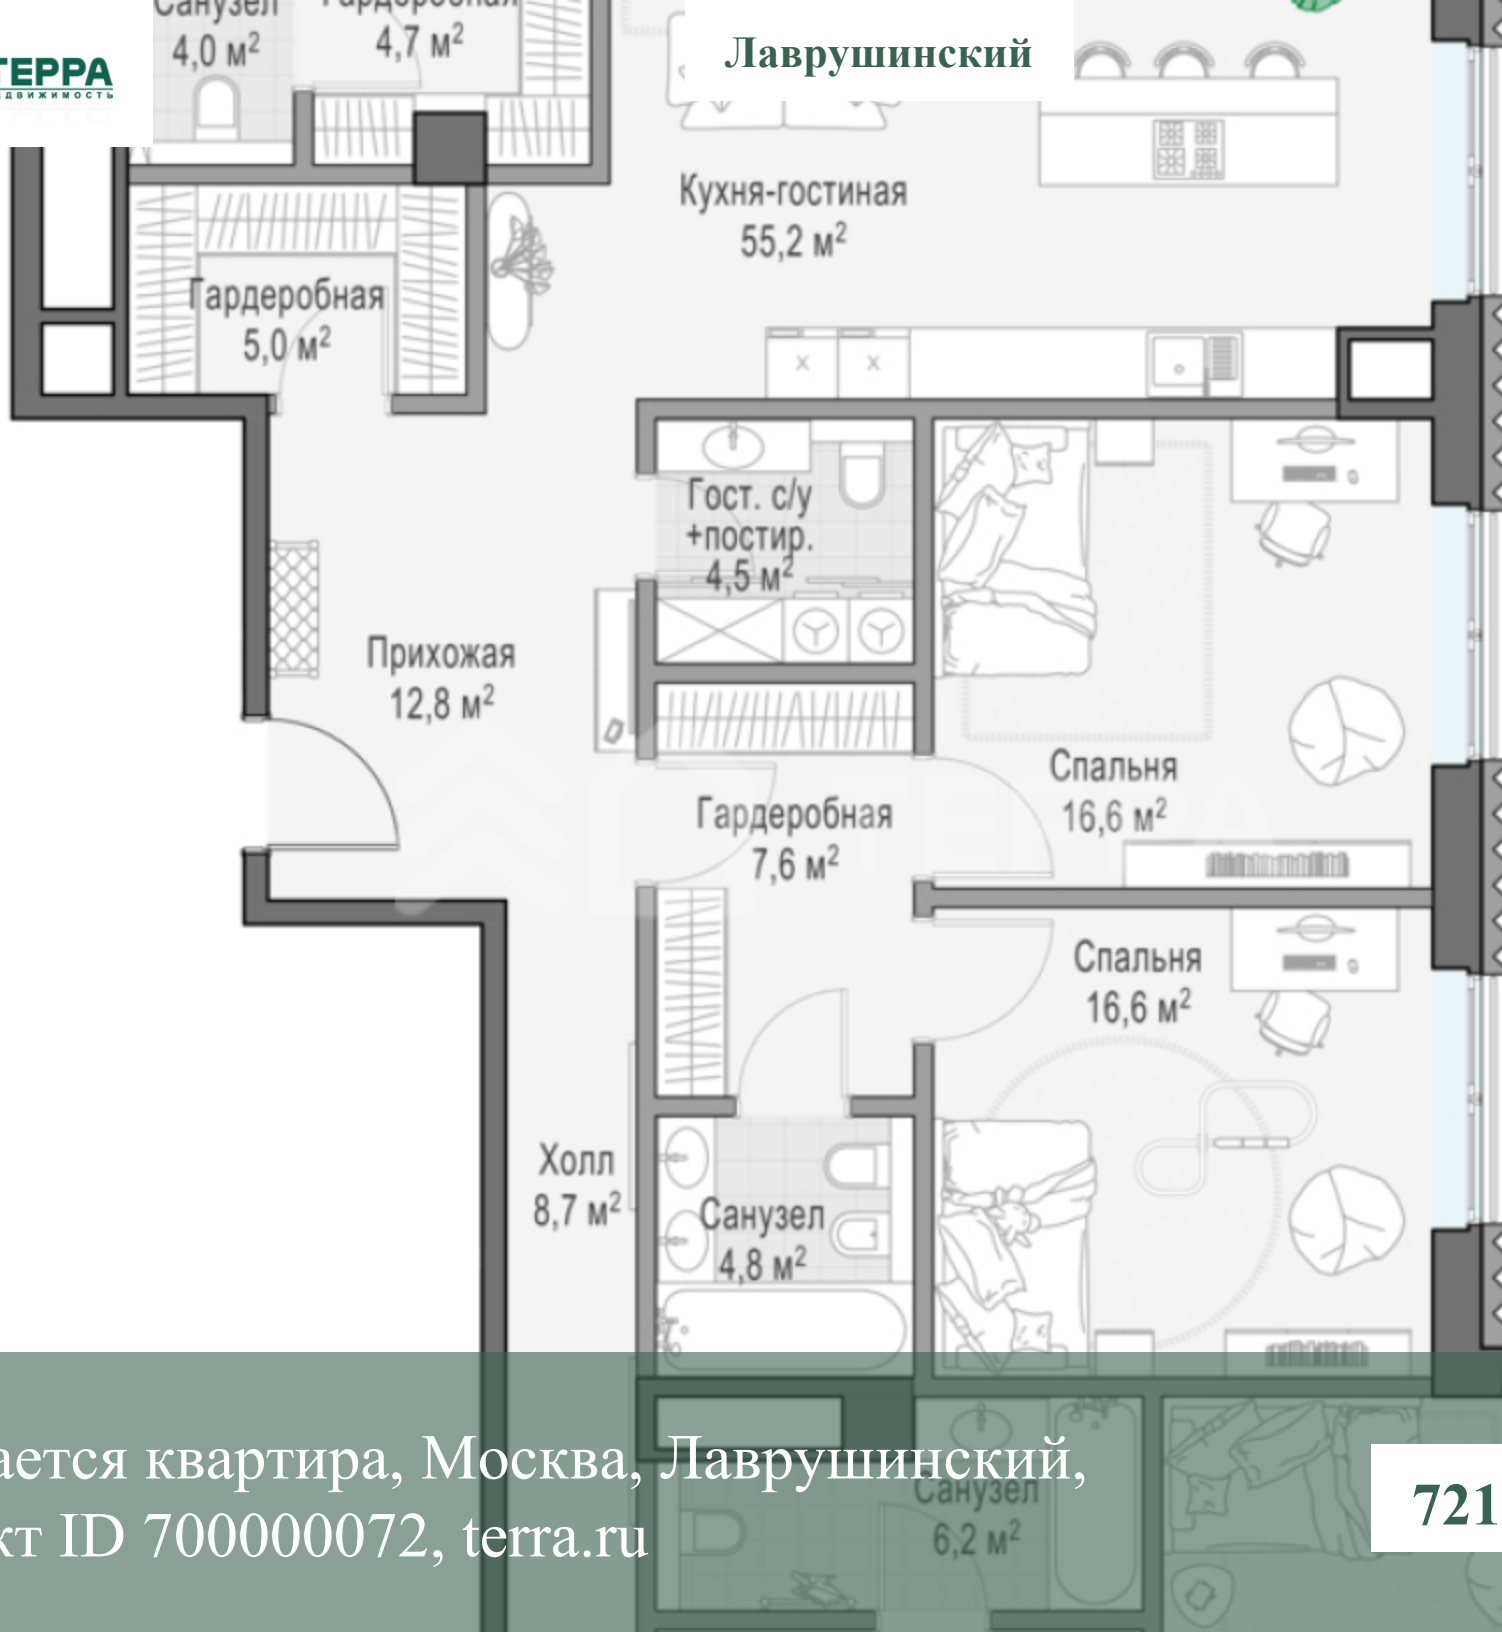 Санузел
4,0 м²
Гардеробная
4,7 м²
ТЕРРА
Лаврушинский
Кухня-гостиная
55,2 м²
Гардеробная
5,0 м²
Гост. с/у
+постир.
4,5 м²
Прихожая
12,8 м²
Спальня
16,6 м²
Гардеробная
7,6 м²
Спальня
16,6 м²
Холл
8,7 м²
Санузел
4,8 м²
ается квартира, Москва, Лаврушинский,
кт ID 700000072, terra.ru
Санузел
6,2 м²
721